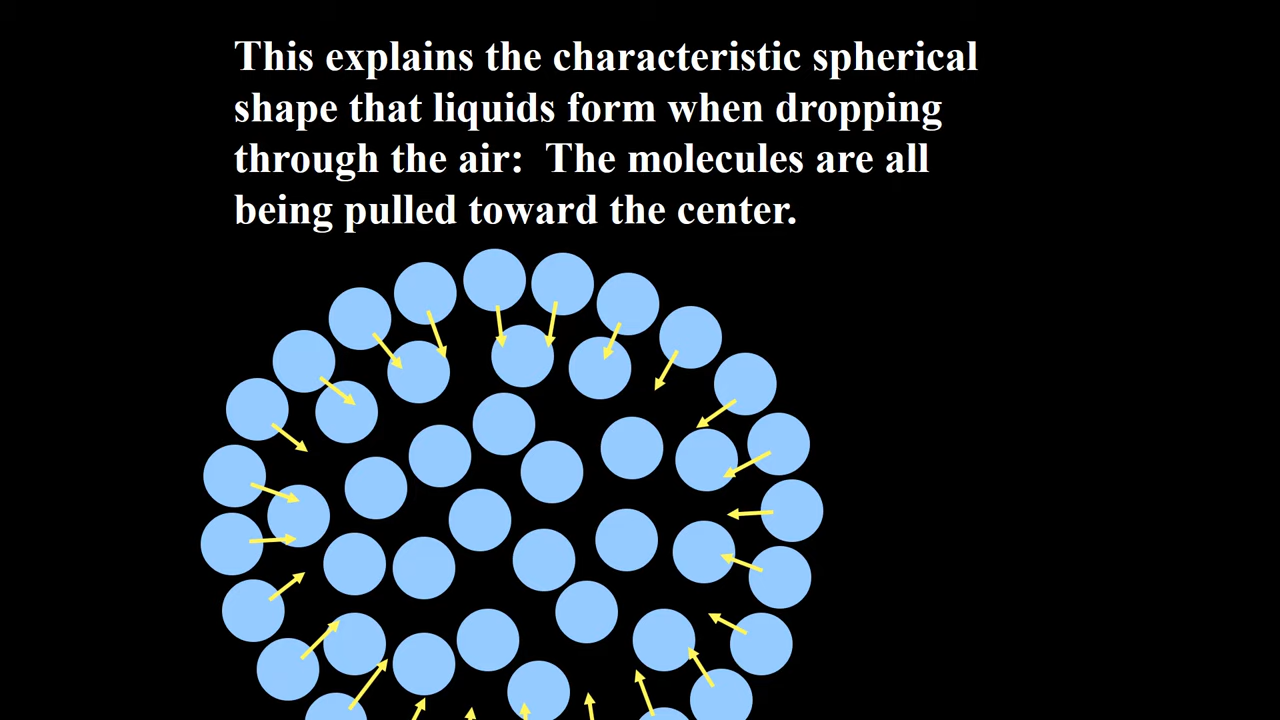 This explains the characteristic spherical
shape that liquids form when dropping
through the air:  The molecules are all
being pulled toward the center.